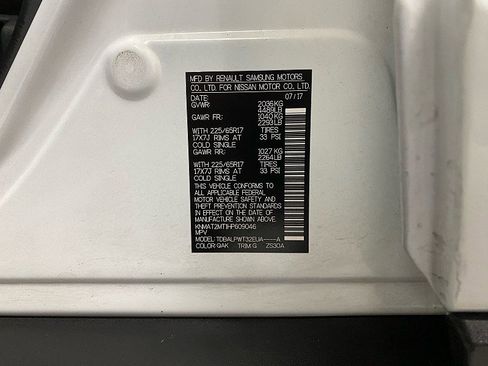 MFD BY RENAULT SAMSUNG MOTORS
CO., LTD. FOR NISSAN MOTOR CO., LTD.
DATE: 07/17
GVWR: 2036KG
4489LB
GAWR FR: 1040KG
2293LB
WITH 225/65R17 TIRES
17X7J RIMS AT 33 PSI
COLD SINGLE
GAWR RR: 1027KG
2264LB
WITH 225/65R17 TIRES
17X7J RIMS AT 33 PSI
COLD SINGLE
THIS VEHICLE CONFORMS
TO ALL APPLICABLE FEDERAL
MOTOR VEHICLE SAFETY AND
THEFT PREVENTION
STANDARDS IN EFFECT ON
THE DATE OF MANUFACTURE
SHOWN ABOVE.
KNMAT2MT1HP609046
MPV
MODEL: TDBALPWT32EUA-----A
COLOR: QAK TRIM: G ZS30A